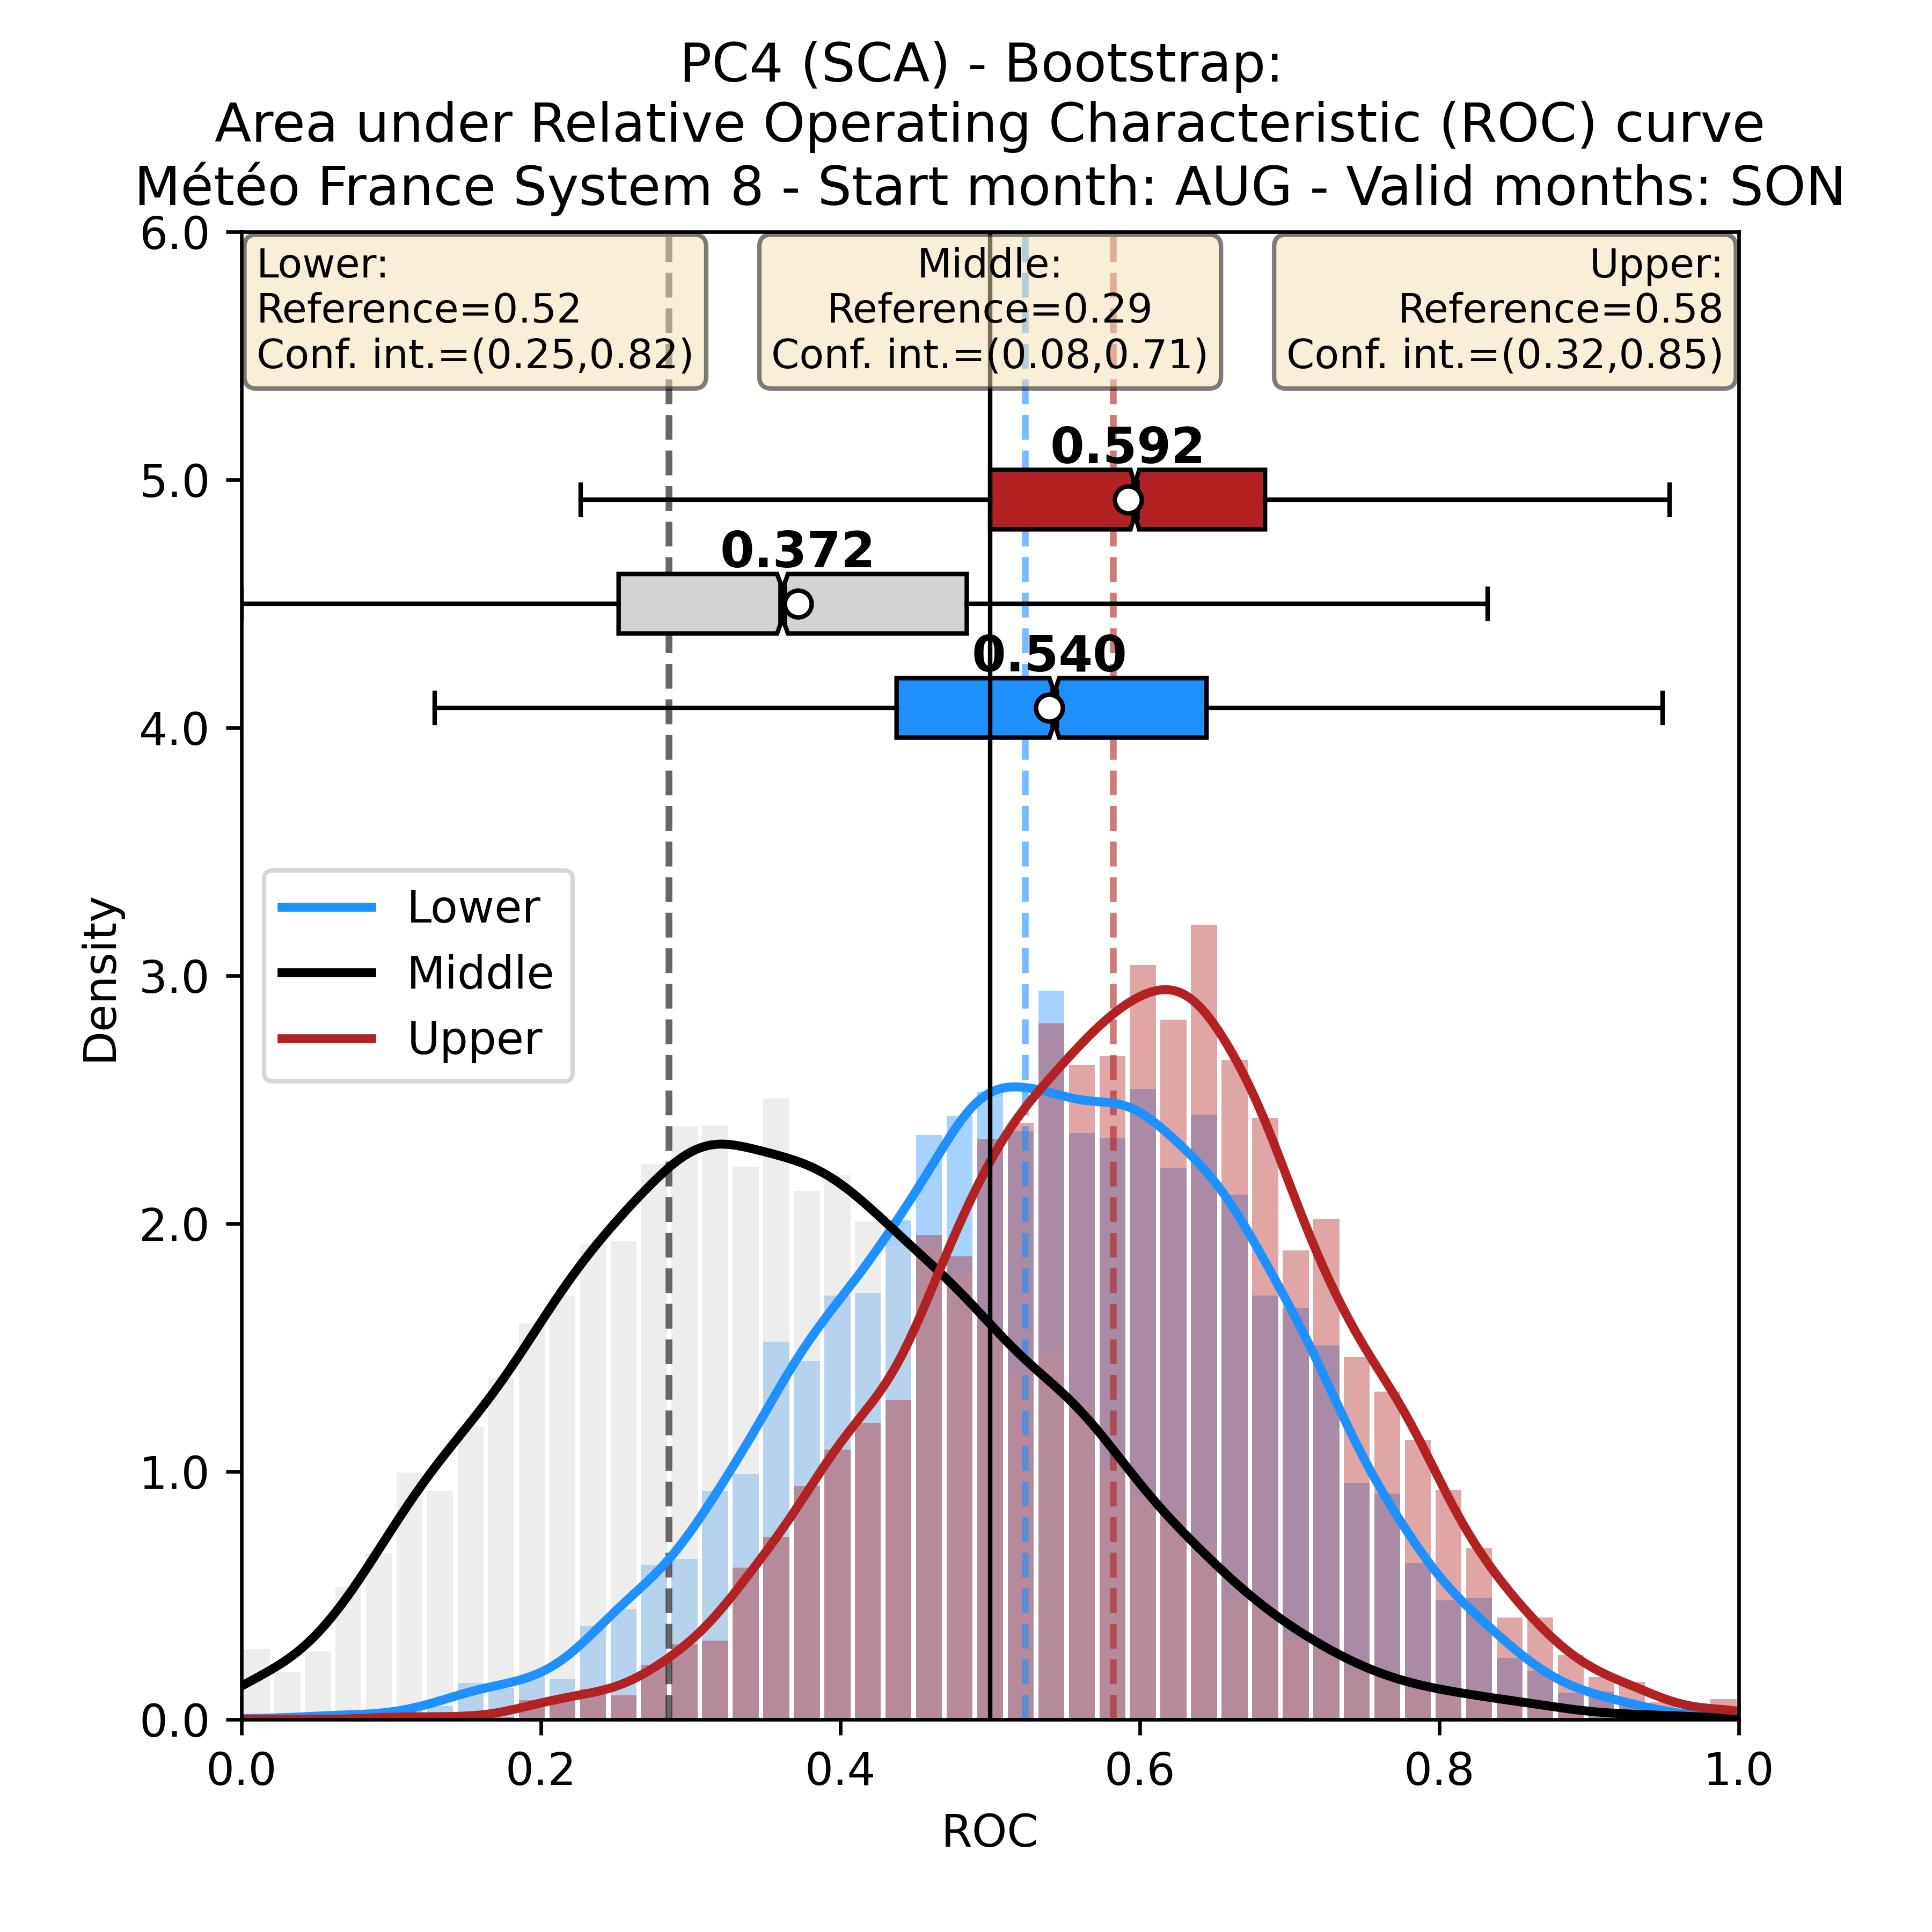 PC4 (SCA) - Bootstrap:
Area under Relative Operating Characteristic (ROC) curve
Météo France System 8 - Start month: AUG - Valid months: SON
Lower:
Reference=0.52
Conf. int.=(0.25,0.82)
Middle:
Reference=0.29
Conf. int.=(0.08,0.71)
Upper:
Reference=0.58
Conf. int.=(0.32,0.85)
0.592
0.372
0.540
Lower
Middle
Upper
Density
6.0
5.0
4.0
3.0
2.0
1.0
0.0
0.0
0.2
0.4
0.6
0.8
1.0
ROC